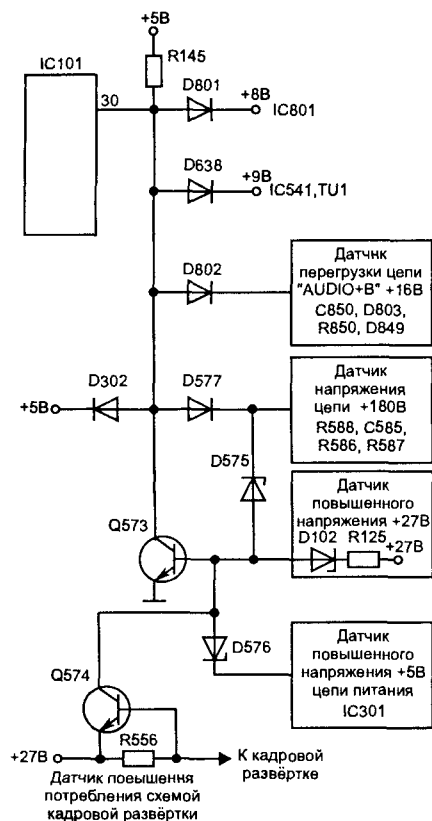 +5В
R145
IC101
30
D801
+8В
IC801
D638
+9В
IC541,TU1
D802
Датчик
перегрузки цепи
"AUDIO+В" +16В
C850, D803,
R850, D849
D302
+5В
D577
Датчик
напряжения
цепи +180В
R588, C585,
R586, R587
D575
Q573
Датчик
повышенного
напряжения +27В
D102
R125
+27В
D576
Датчик
повышенного
напряжения +5В
цепи питания
IC301
Q574
+27В
R556
К кадровой
развёртке
Датчик повышення
потребления схемой
кадровой развёртки